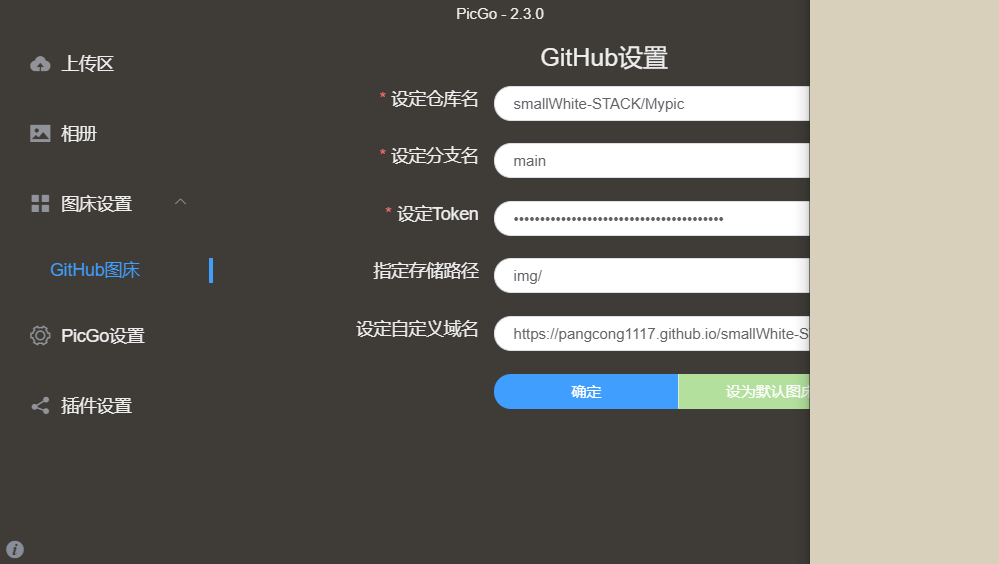 PicGo - 2.3.0
上传区
相册
图床设置
GitHub图床
PicGo设置
插件设置
GitHub设置
* 设定仓库名 smallWhite-STACK/Mypic
* 设定分支名 main
* 设定Token ••••••••••••••••••••••••••••••••••••••••
指定存储路径 img/
设定自定义域名 https://pangcong1117.github.io/smallWhite-S
确定 设为默认图床